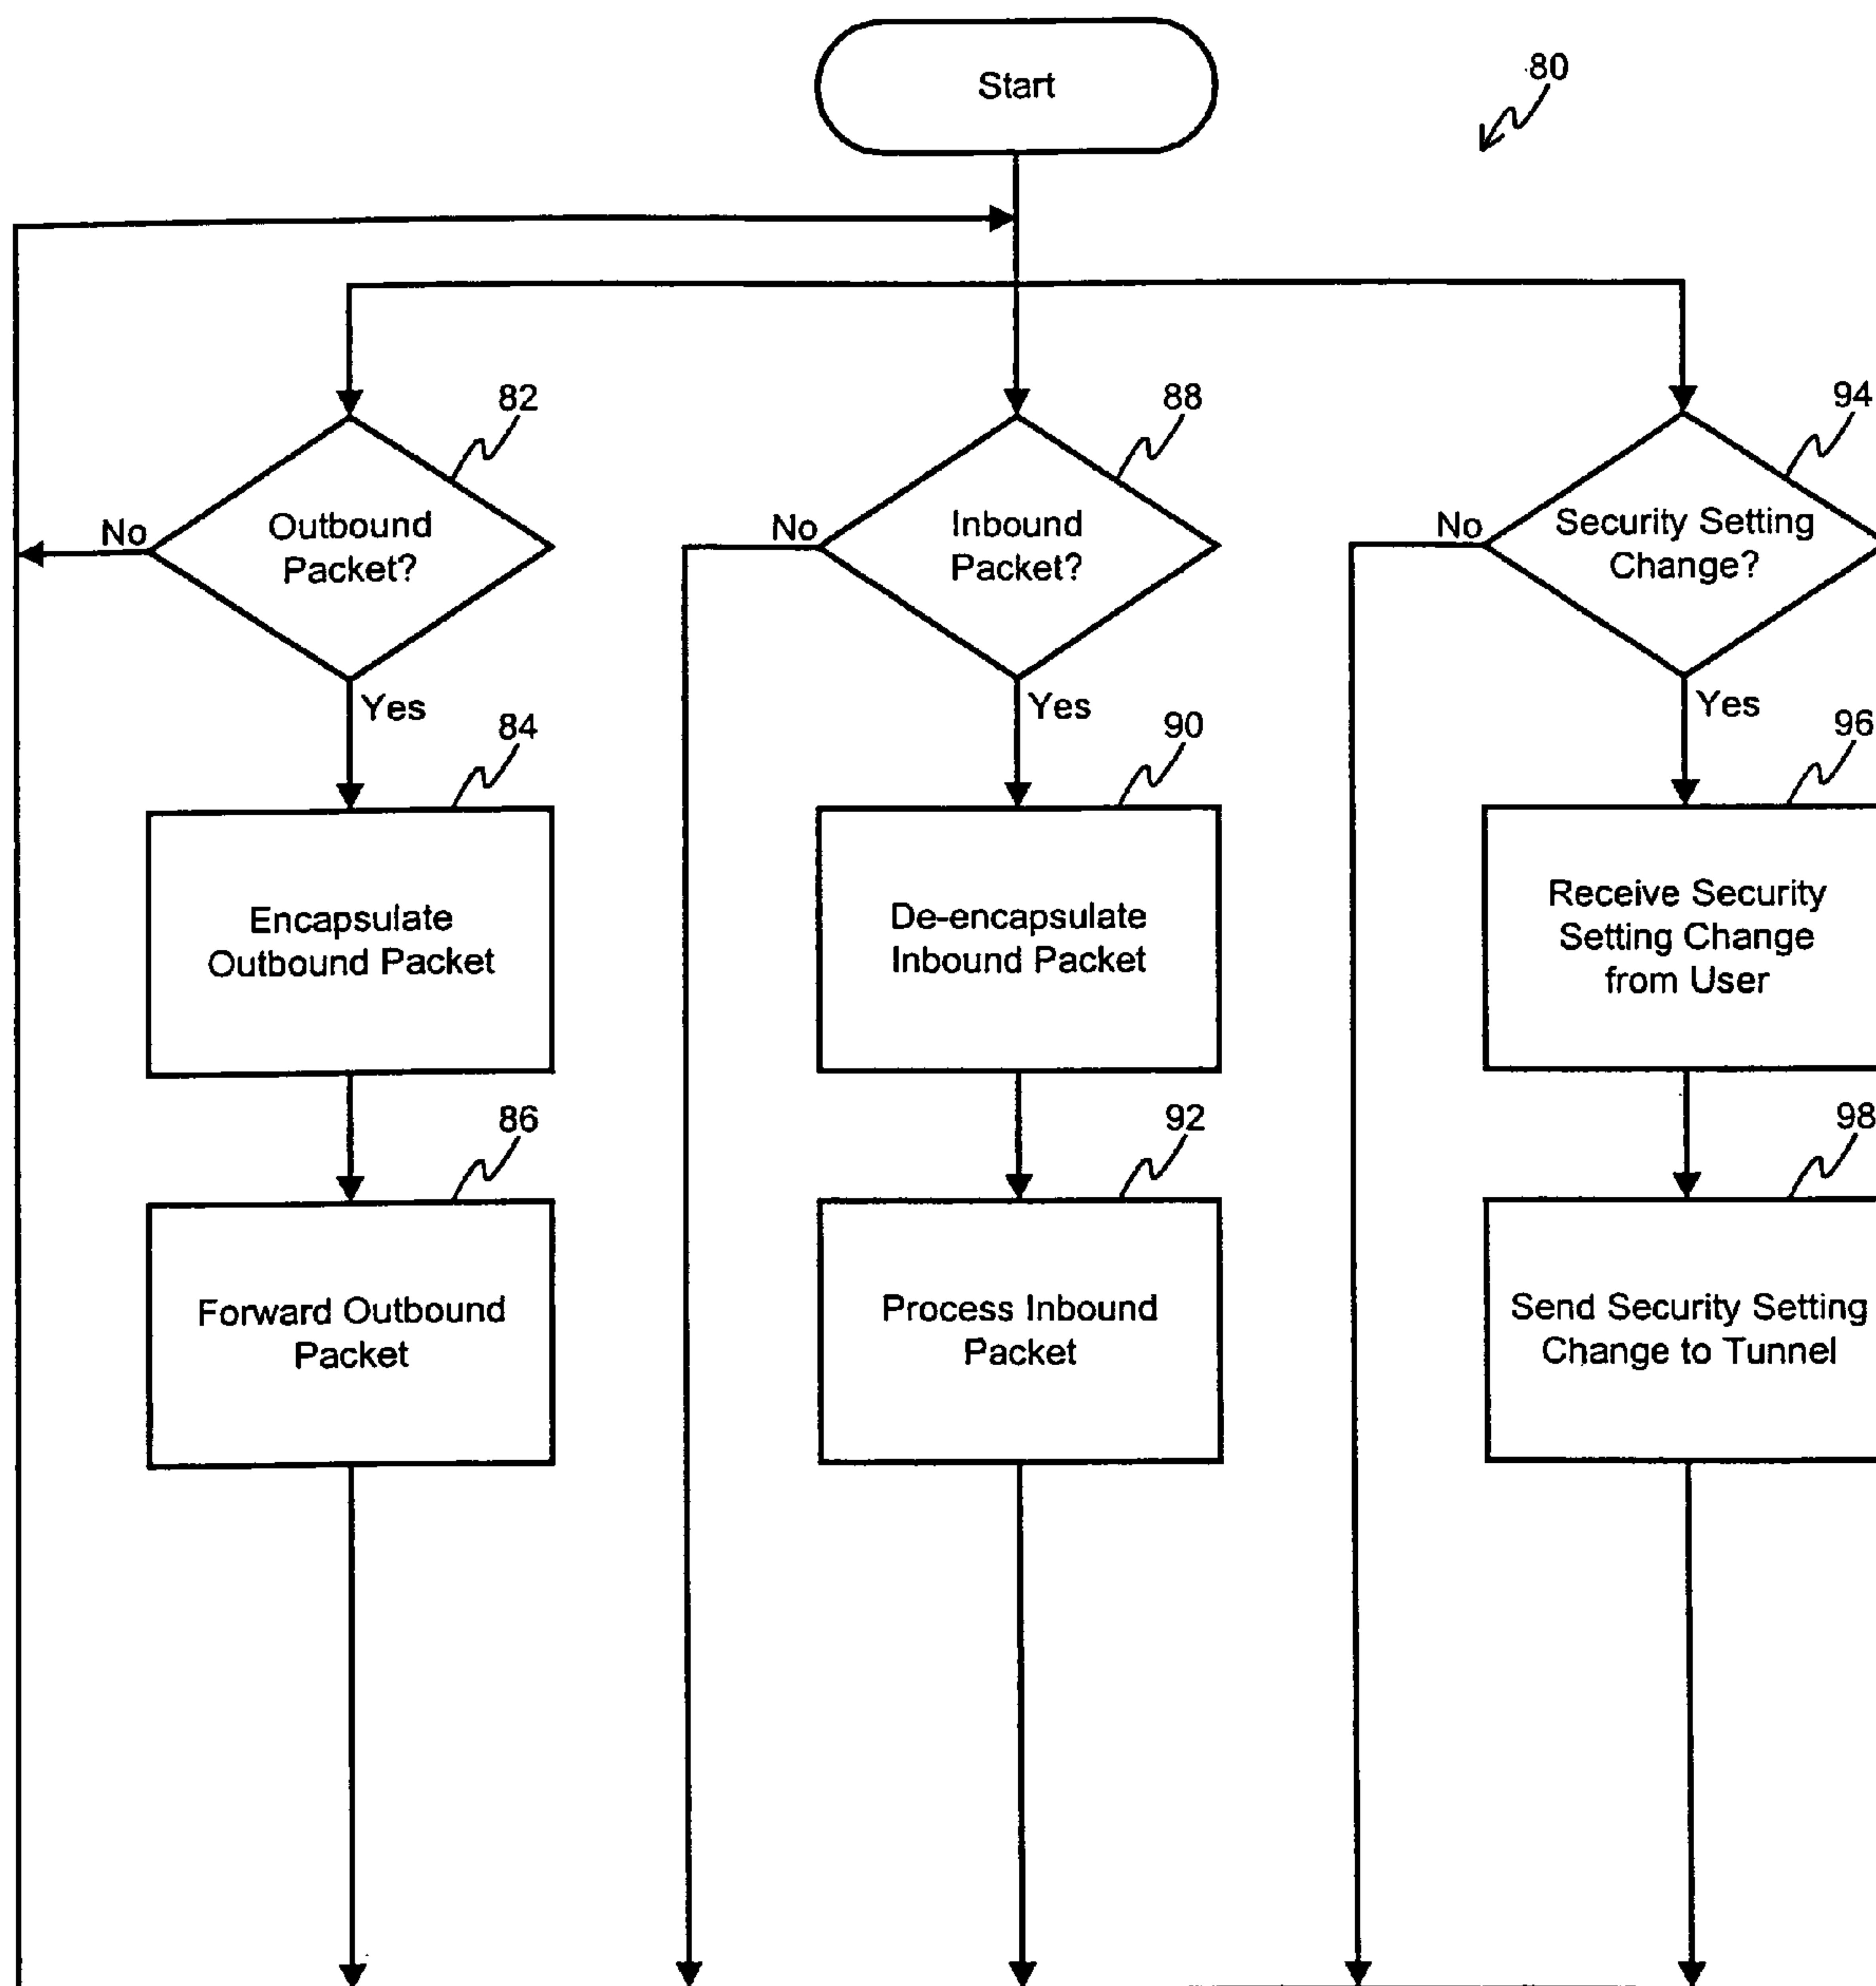 Start
80
82
88
94
Outbound
Packet?
Inbound
Packet?
Security Setting
Change?
No
No
No
Yes
Yes
Yes
84
90
96
Encapsulate
Outbound Packet
De-encapsulate
Inbound Packet
Receive Security
Setting Change
from User
86
92
98
Forward Outbound
Packet
Process Inbound
Packet
Send Security Setting
Change to Tunnel